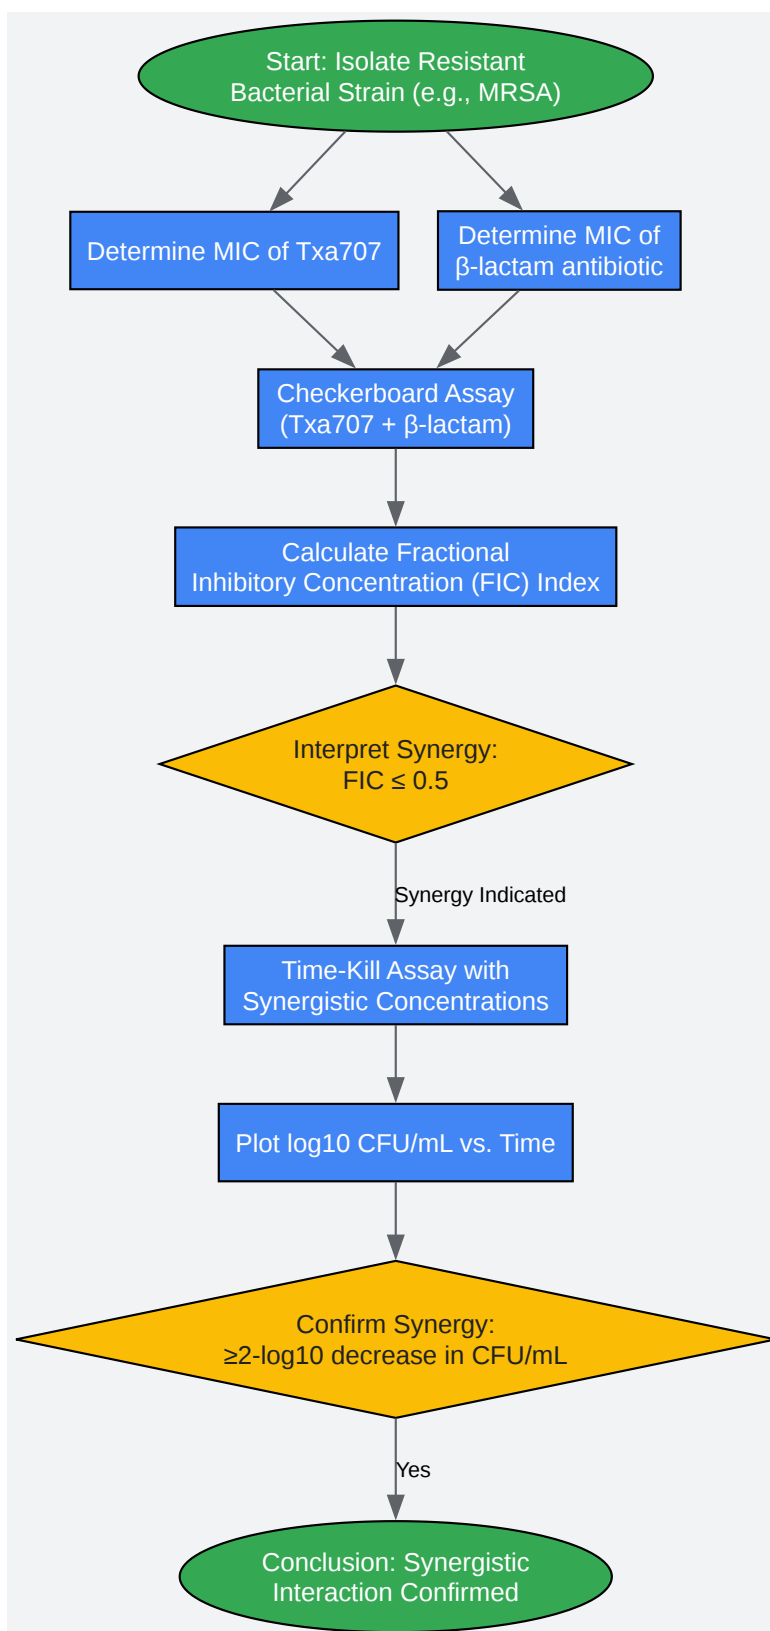 Start: Isolate Resistant
Bacterial Strain (e.g., MRSA)
Determine MIC of Txa707
Determine MIC of
β-lactam antibiotic
Checkerboard Assay
(Txa707 + β-lactam)
Calculate Fractional
Inhibitory Concentration (FIC) Index
Interpret Synergy:
FIC ≤ 0.5
Synergy Indicated
Time-Kill Assay with
Synergistic Concentrations
Plot log10 CFU/mL vs. Time
Confirm Synergy:
≥2-log10 decrease in CFU/mL
Yes
Conclusion: Synergistic
Interaction Confirmed